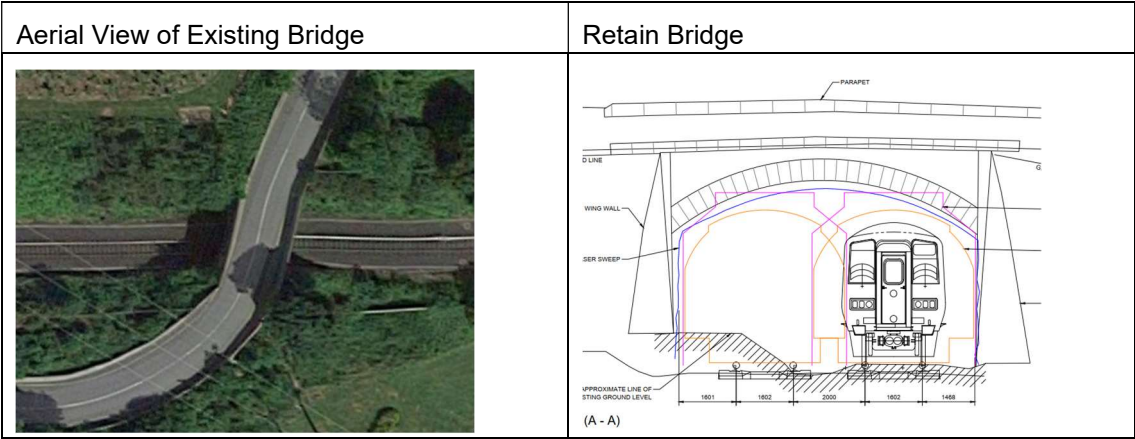 Aerial View of Existing Bridge
Retain Bridge
PARAPET
D LINE
G
WING WALL
SER SWEEP
PPROXIMATE LINE OF
STING GROUND LEVEL
1601
1602
2000
1602
1468
(A - A)